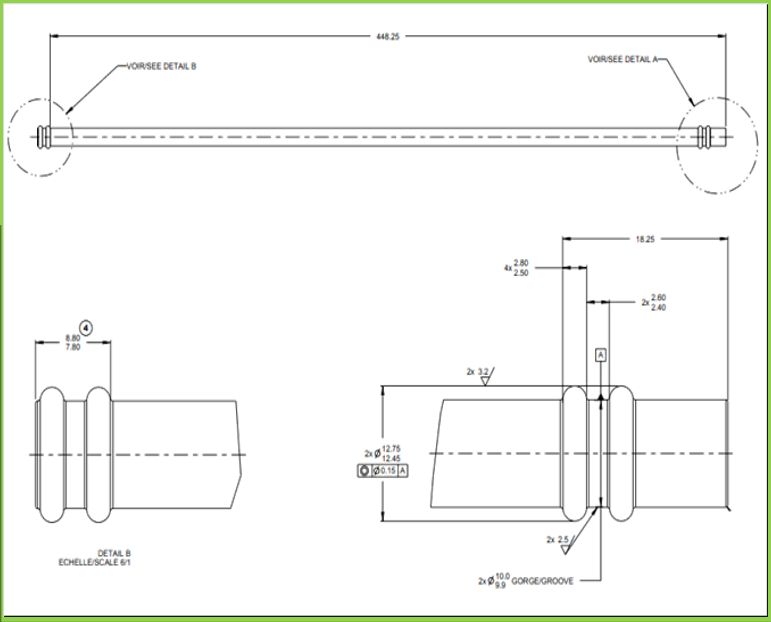 448.25
VOIR/SEE DETAIL B
VOIR/SEE DETAIL A
18.25
4x 2.80
2.50
2x 2.60
2.40
4
8.80
7.80
A
2x 3.2
2x Ø 12.75
12.45
◎ Ø0.15 A
2x 2.5
DETAIL B
ECHELLE/SCALE 6/1
2x Ø 10.0 GORGE/GROOVE
9.9